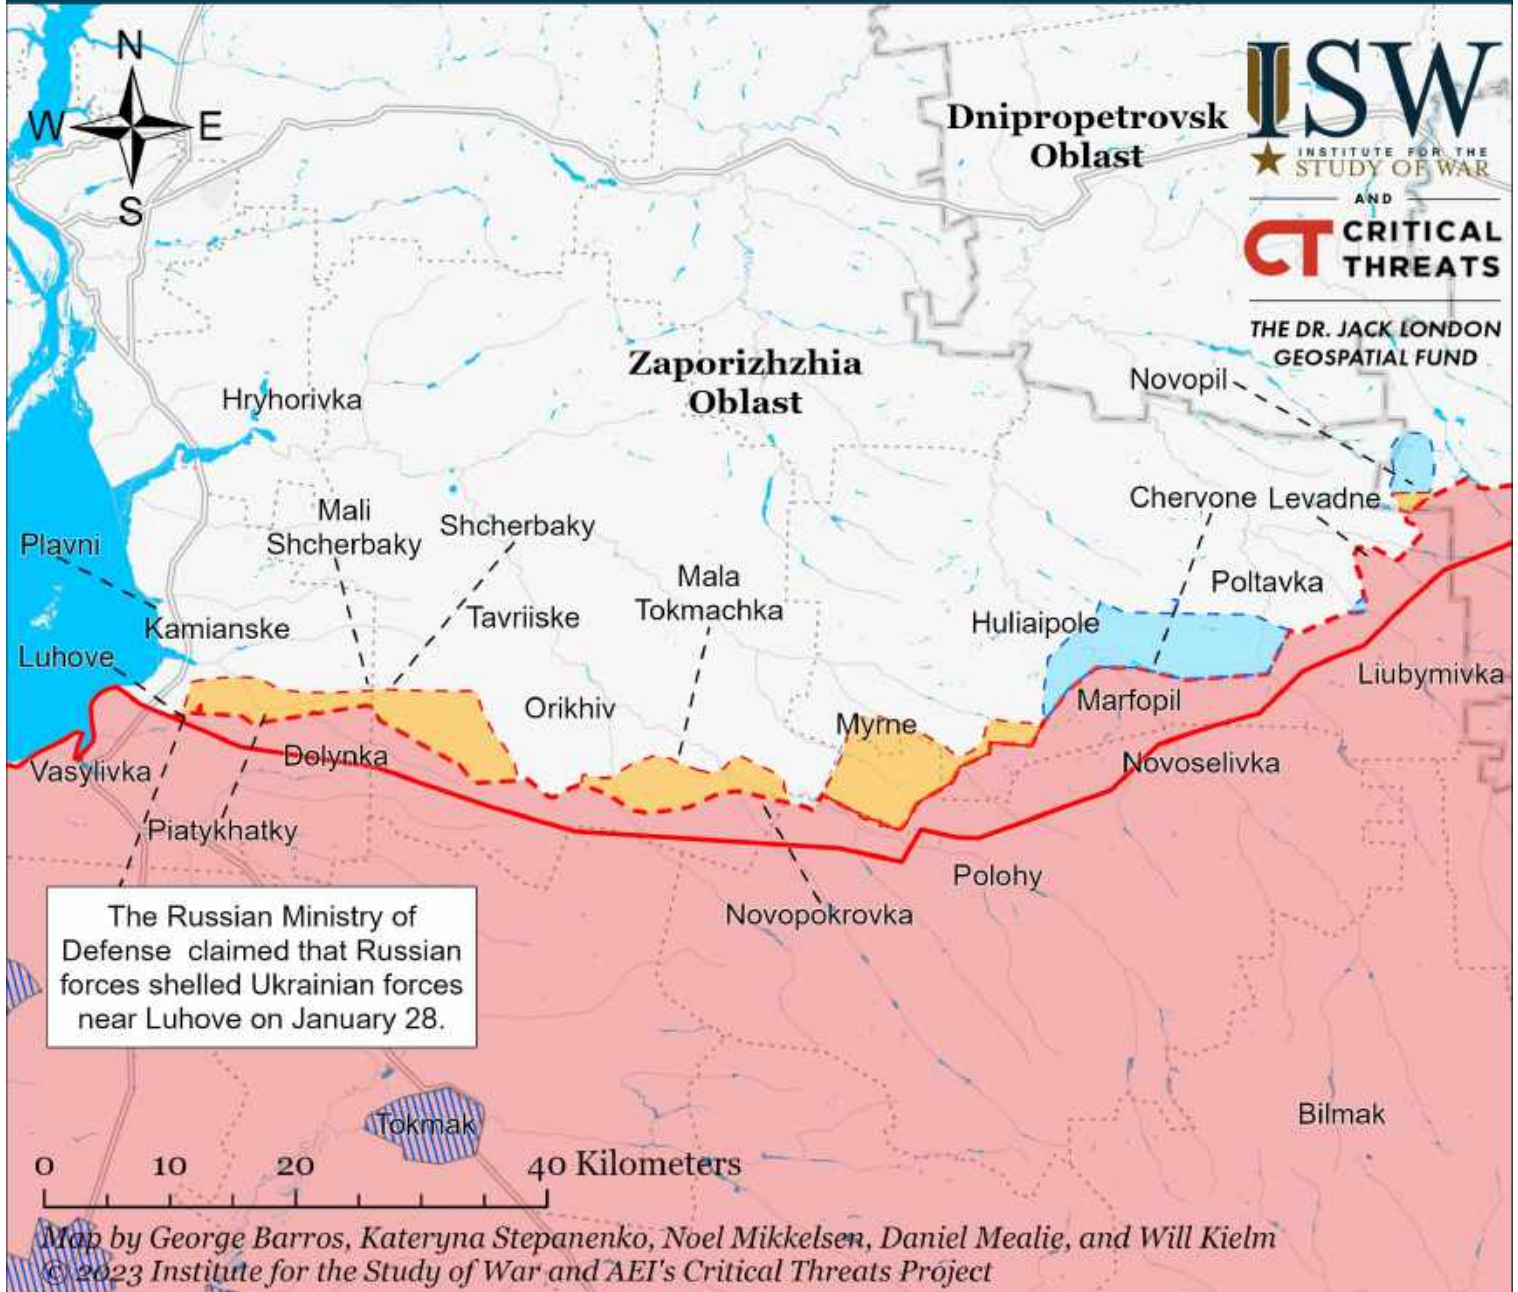 N
W E
S
Dnipropetrovsk
Oblast
ISW
INSTITUTE FOR THE
STUDY OF WAR
AND
CT CRITICAL
THREATS
THE DR. JACK LONDON
GEOSPATIAL FUND
Zaporizhzhia
Oblast
Novopil
Hryhorivka
Chervone
Levadne
Mali
Shcherbaky
Shcherbaky
Plavni
Mala
Tokmachka
Poltavka
Tavriiske
Huliaipole
Kamianske
Luhove
Liubymivka
Orikhiv
Marfopil
Myrne
Dolynka
Novoselivka
Vasylivka
Piatykhatky
Polohy
Novopokrovka
The Russian Ministry of
Defense claimed that Russian
forces shelled Ukrainian forces
near Luhove on January 28.
Tokmak
Bilmak
0 10 20 40 Kilometers
Map by George Barros, Kateryna Stepanenko, Noel Mikkelsen, Daniel Mealie, and Will Kielm
© 2023 Institute for the Study of War and AEI's Critical Threats Project